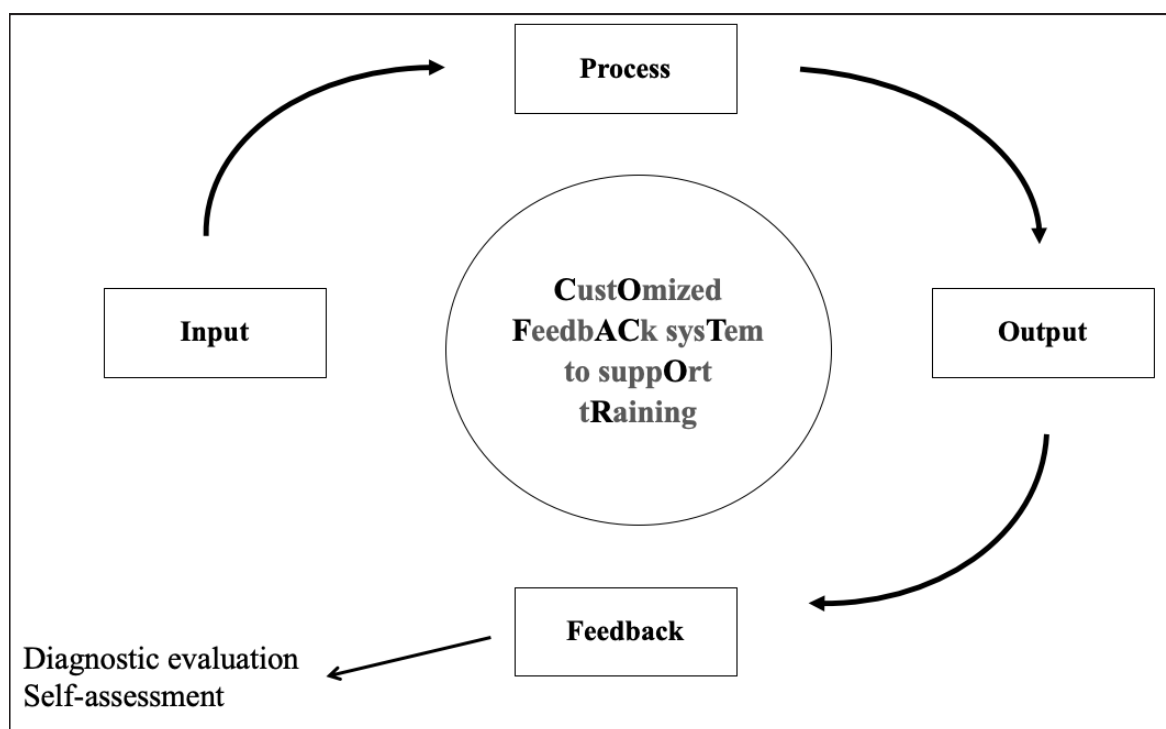 Process
Input
CustOmized
FeedbACk sysTem
to suppOrt
tRaining
Output
Feedback
Diagnostic evaluation
Self-assessment